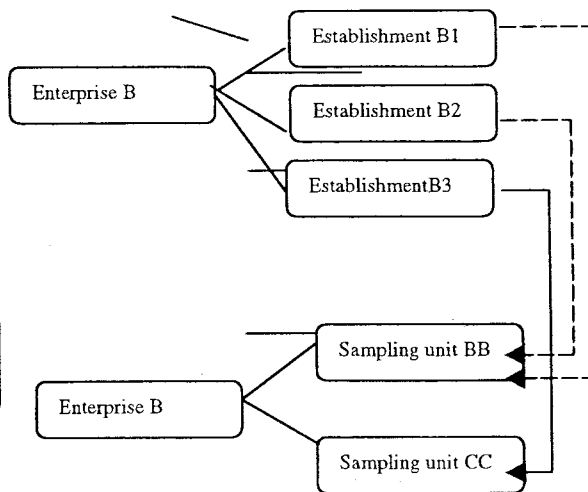 Establishment B1
Enterprise B
Establishment B2
EstablishmentB3
Sampling unit BB
Enterprise B
Sampling unit CC